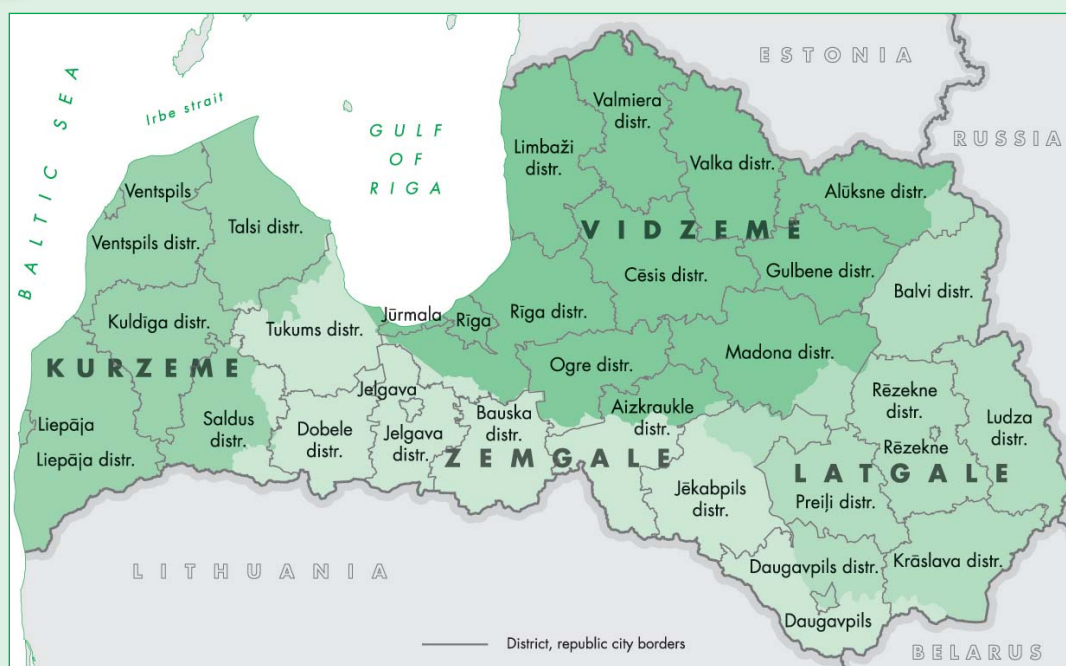 ESTONIA
RUSSIA
BALTIC SEA
Irbe strait
GULF
OF
RIGA
Valmiera
distr.
Limbaži
distr.
Valka distr.
Alūksne distr.
Ventspils
Talsi distr.
Ventspils distr.
VIDZEME
Cēsis distr.
Gulbene distr.
Balvi distr.
Kuldīga distr.
Tukums distr.
Jūrmala
Rīga
Rīga distr.
Ogre distr.
Madona distr.
KURZEME
Jelgava
Aizkraukle
distr.
Rēzekne
distr.
Ludza
distr.
Liepāja
Liepāja distr.
Saldus
distr.
Dobele
distr.
Jelgava
distr.
Bauska
distr.
ZEMGALE
Rēzekne
LATGALE
Jēkabpils
distr.
Preiļi distr.
Daugavpils distr.
Krāslava distr.
Daugavpils
LITHUANIA
District, republic city borders
BELARUS